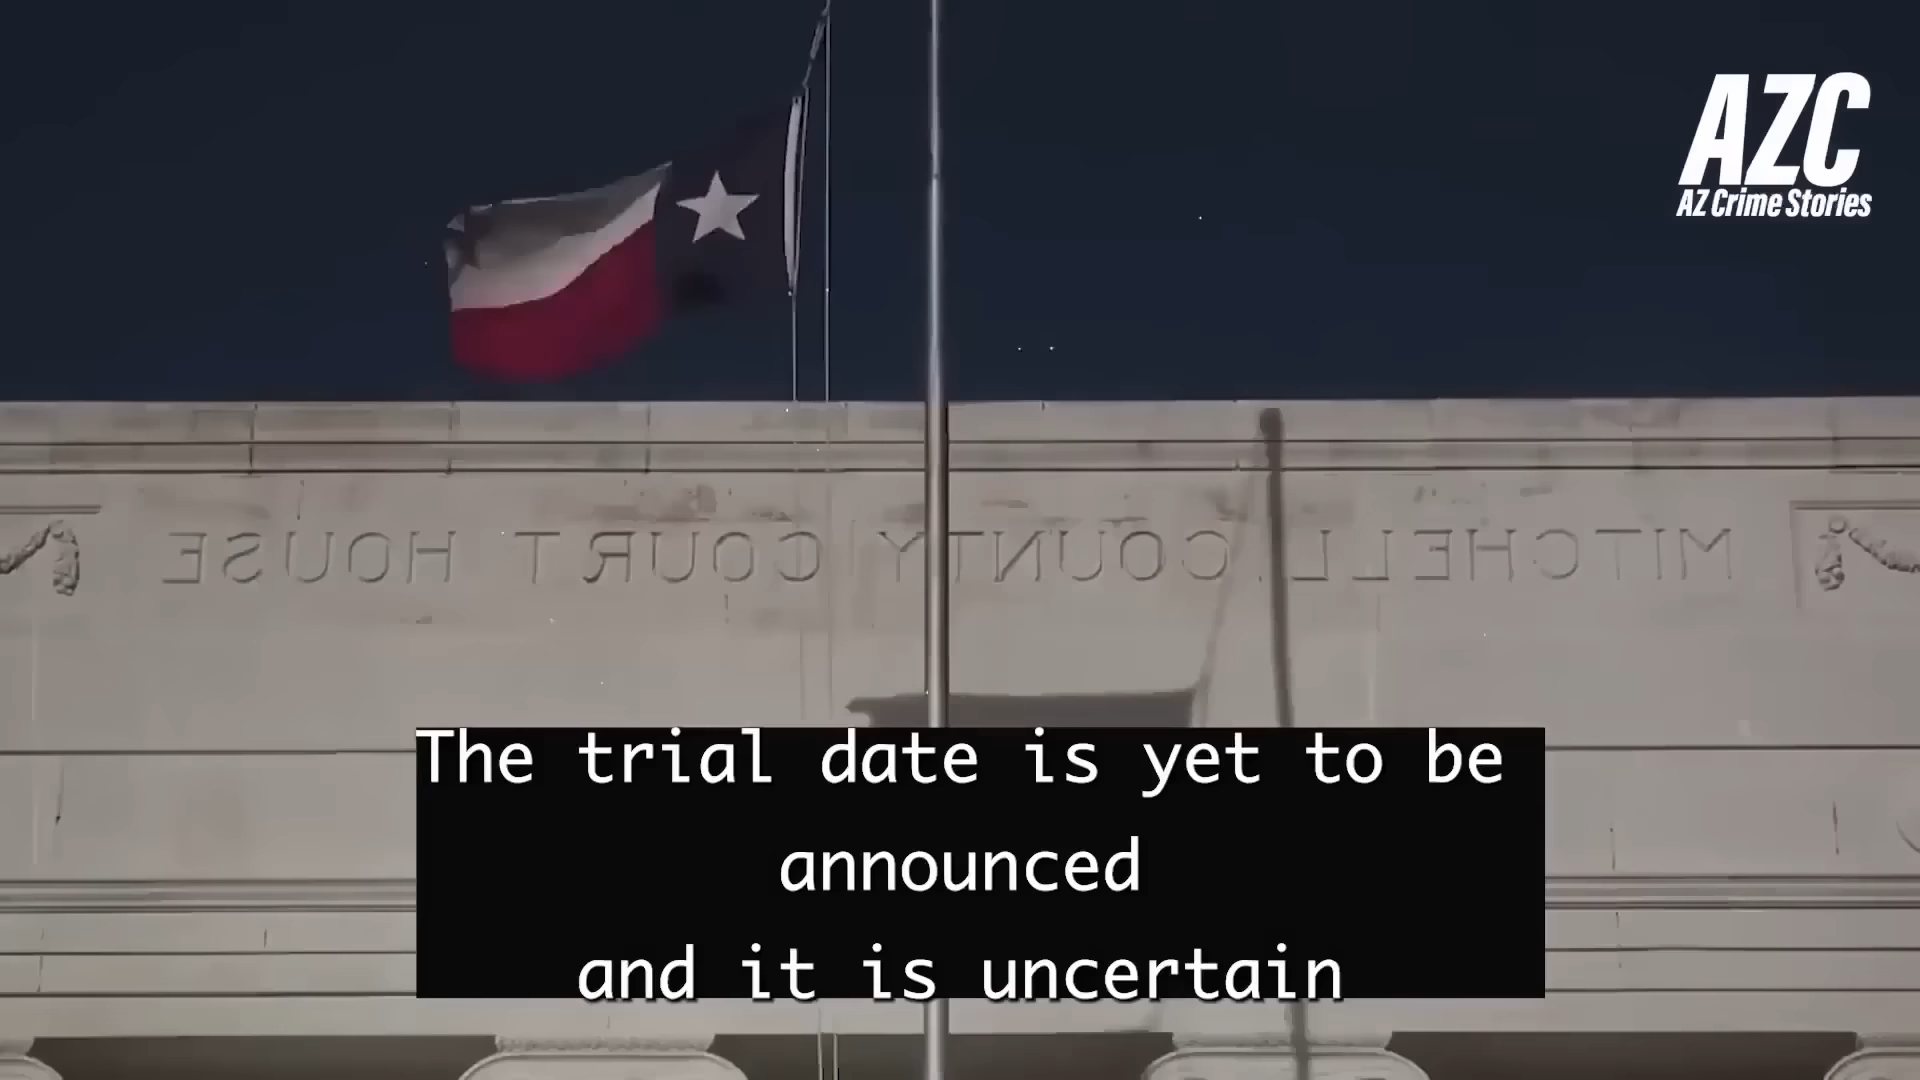 AZC
AZ Crime Stories
MITCHELL COUNTY COURT HOUSE
The trial date is yet to be
announced
and it is uncertain